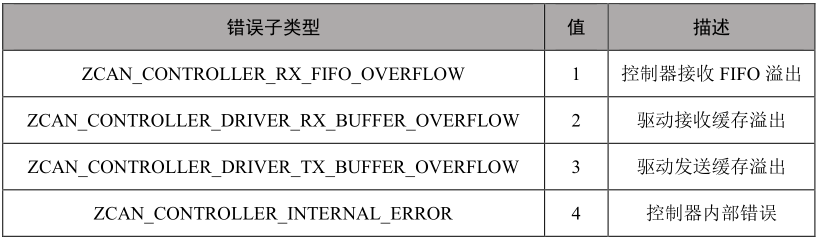 错误子类型 值 描述
ZCAN_CONTROLLER_RX_FIFO_OVERFLOW 1 控制器接收 FIFO 溢出
ZCAN_CONTROLLER_DRIVER_RX_BUFFER_OVERFLOW 2 驱动接收缓存溢出
ZCAN_CONTROLLER_DRIVER_TX_BUFFER_OVERFLOW 3 驱动发送缓存溢出
ZCAN_CONTROLLER_INTERNAL_ERROR 4 控制器内部错误